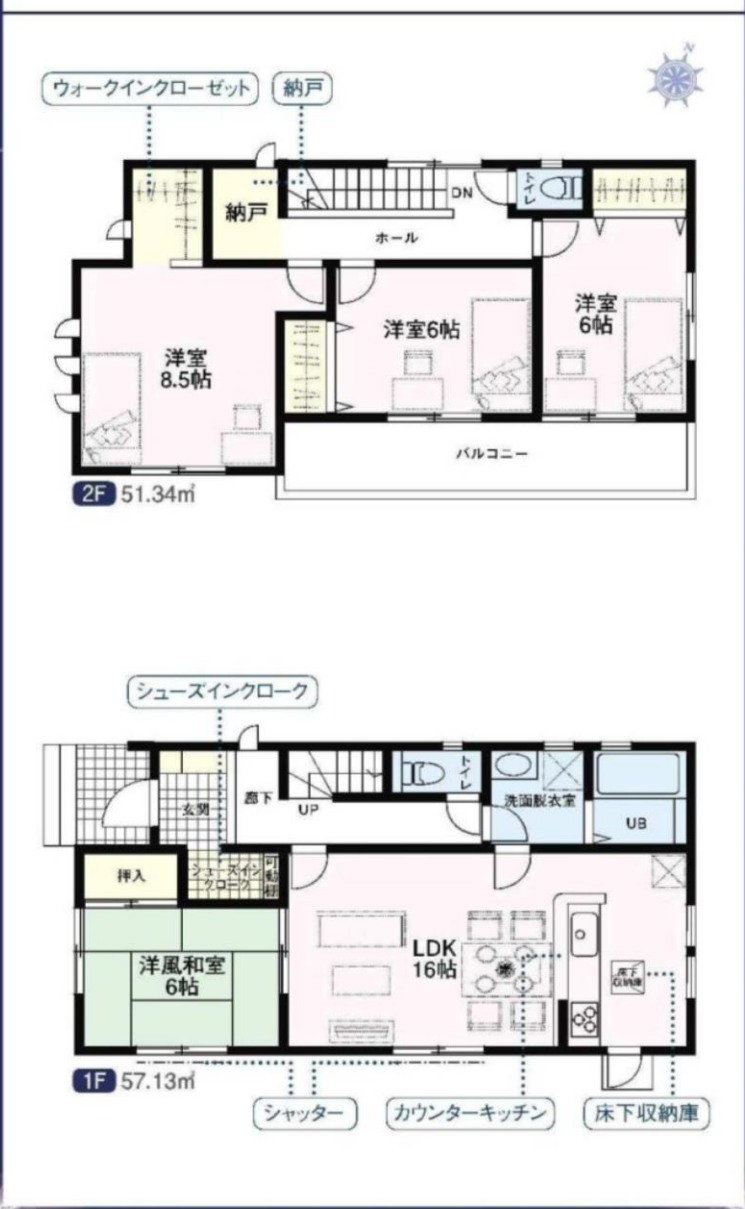 N
ウォークインクローゼット
納戸
納戸
DN
トイレ
ホール
洋室
8.5帖
洋室6帖
洋室
6帖
バルコニー
2F 51.34㎡
シューズインクローク
玄関
廊下
UP
トイレ
洗面脱衣室
UB
押入
シューズイン
クローク
可動棚
洋風和室
6帖
LDK
16帖
床下
収納庫
1F 57.13㎡
シャッター
カウンターキッチン
床下収納庫